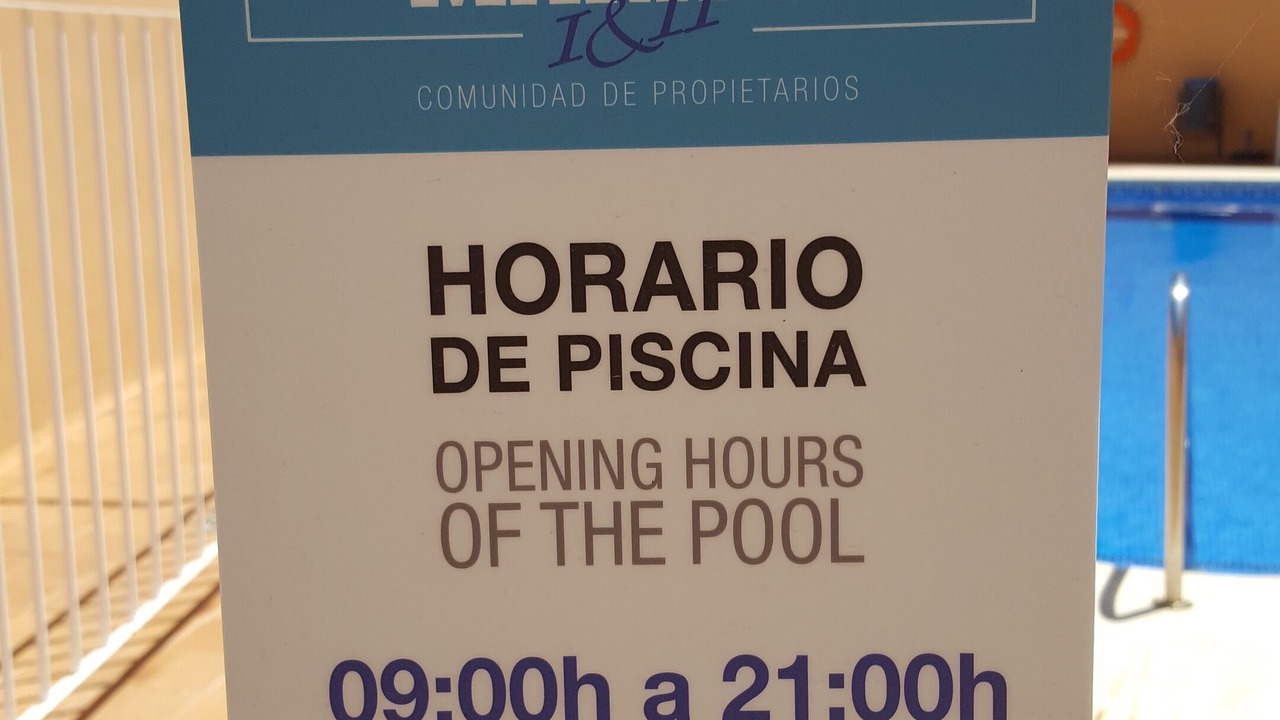 I & II
COMUNIDAD DE PROPIETARIOS
HORARIO
DE PISCINA
OPENING HOURS
OF THE POOL
09:00h a 21:00h